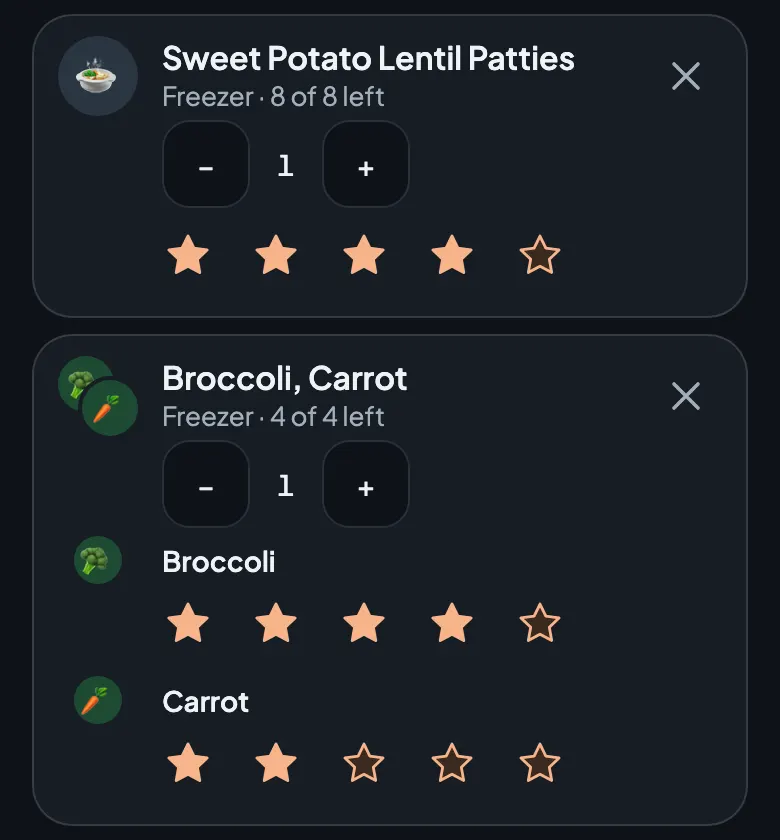 Sweet Potato Lentil Patties
Freezer · 8 of 8 left
- 1 +
Broccoli, Carrot
Freezer · 4 of 4 left
- 1 +
Broccoli
Carrot